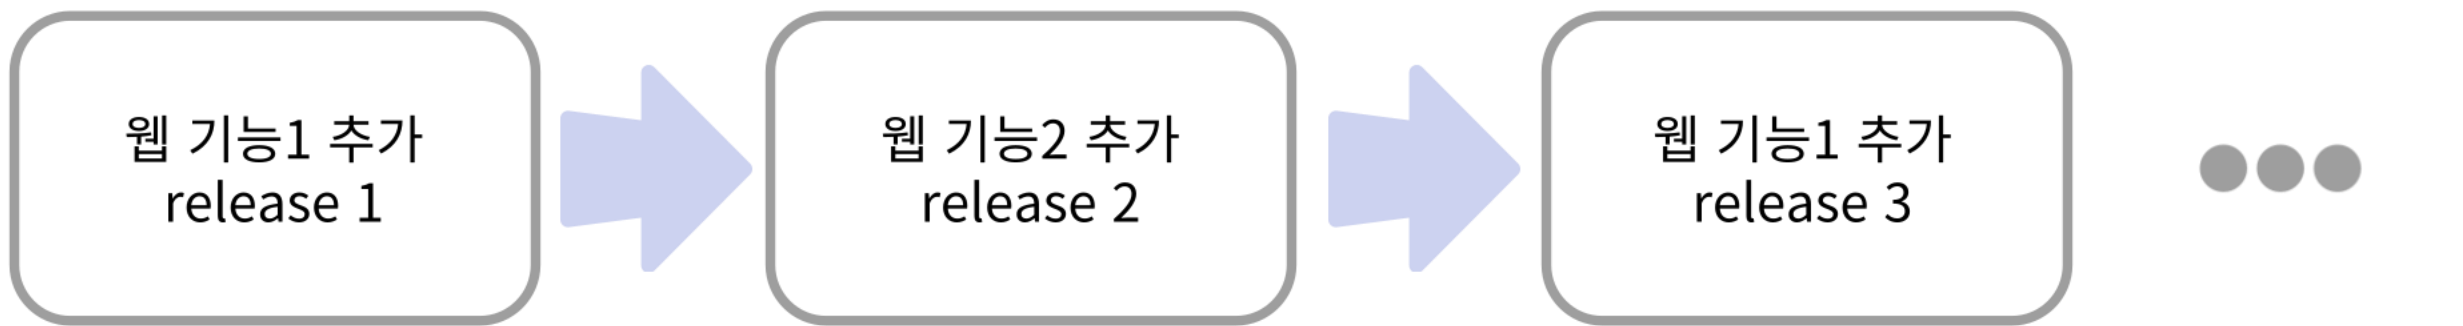 웹 기능1 추가
release 1
웹 기능2 추가
release 2
웹 기능1 추가
release 3